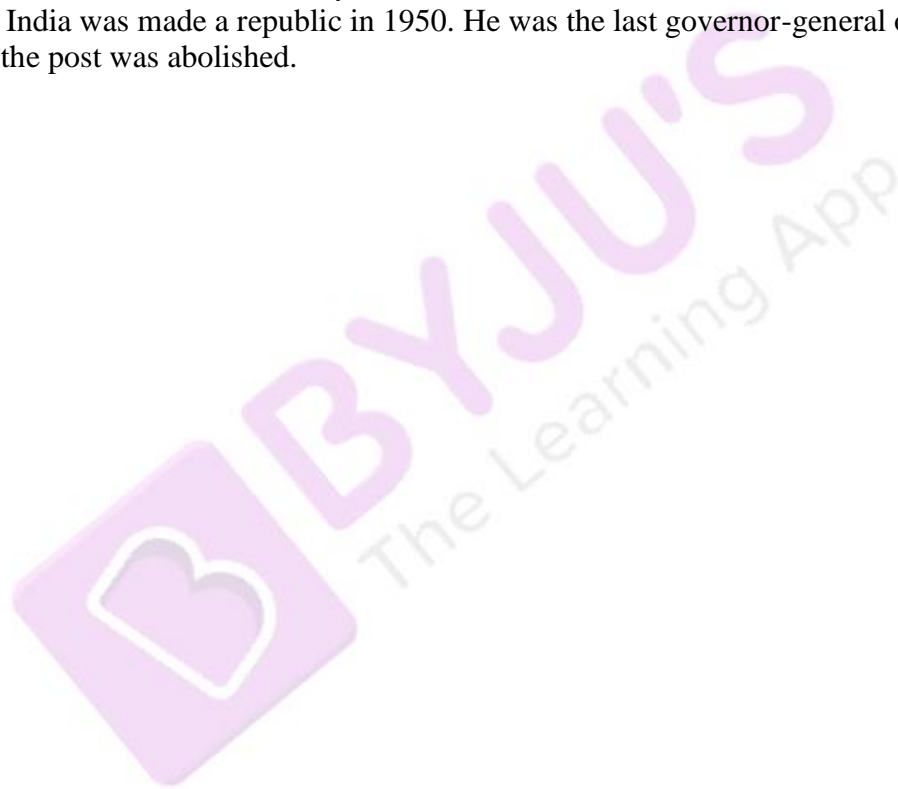 India was made a republic in 1950. He was the last governor-general
the post was abolished.
BYJU'S
The Learning App
B